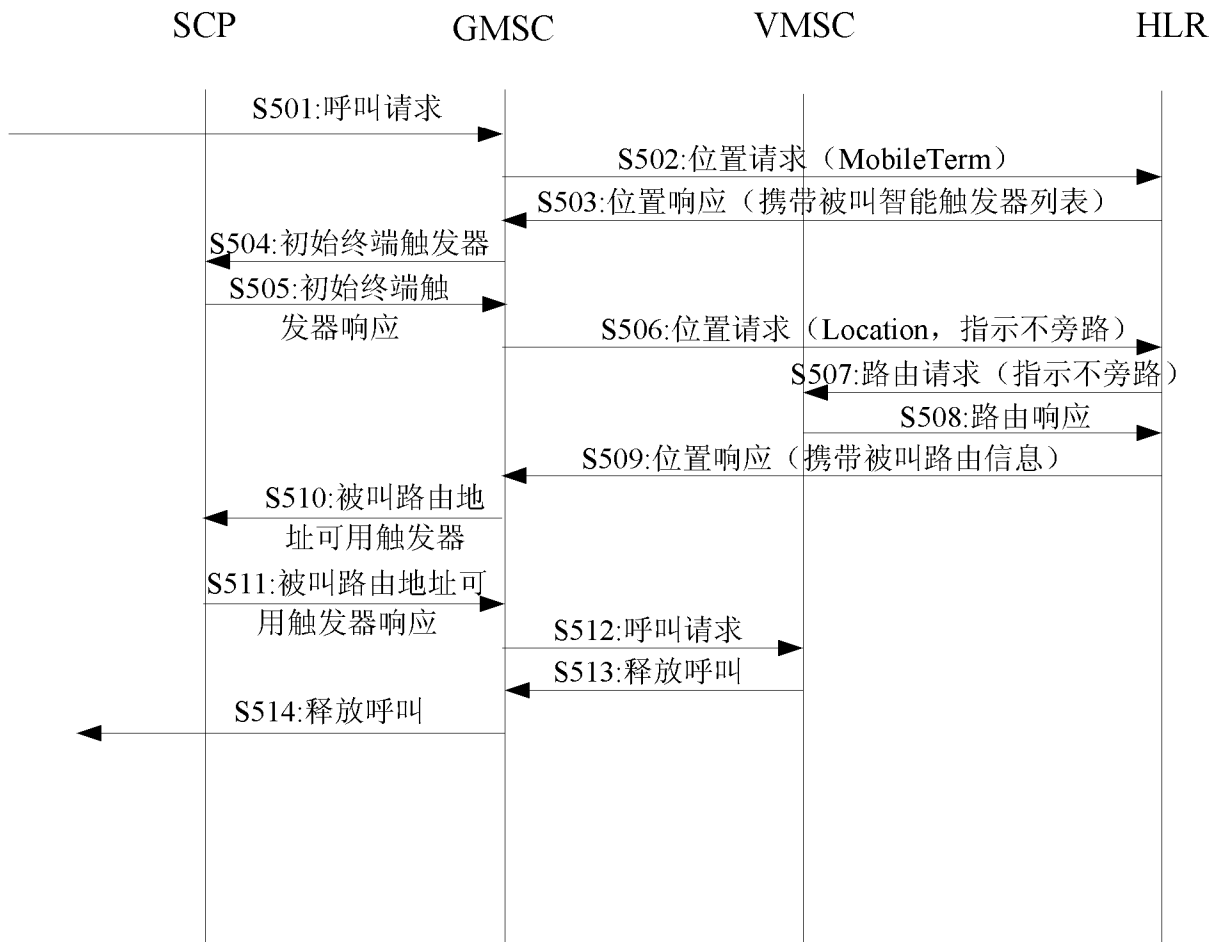 SCP GMSC VMSC HLR
S501:呼叫请求
S502:位置请求（MobileTerm）
S503:位置响应（携带被叫智能触发器列表）
S504:初始终端触发器
S505:初始终端触
发器响应
S506:位置请求（Location，指示不旁路）
S507:路由请求（指示不旁路）
S508:路由响应
S509:位置响应（携带被叫路由信息）
S510:被叫路由地
址可用触发器
S511:被叫路由地址可
用触发器响应
S512:呼叫请求
S513:释放呼叫
S514:释放呼叫